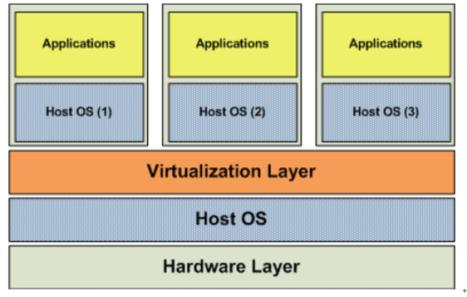 Applications Applications Applications
Host OS (1) Host OS (2) Host OS (3)
Virtualization Layer
Host OS
Hardware Layer